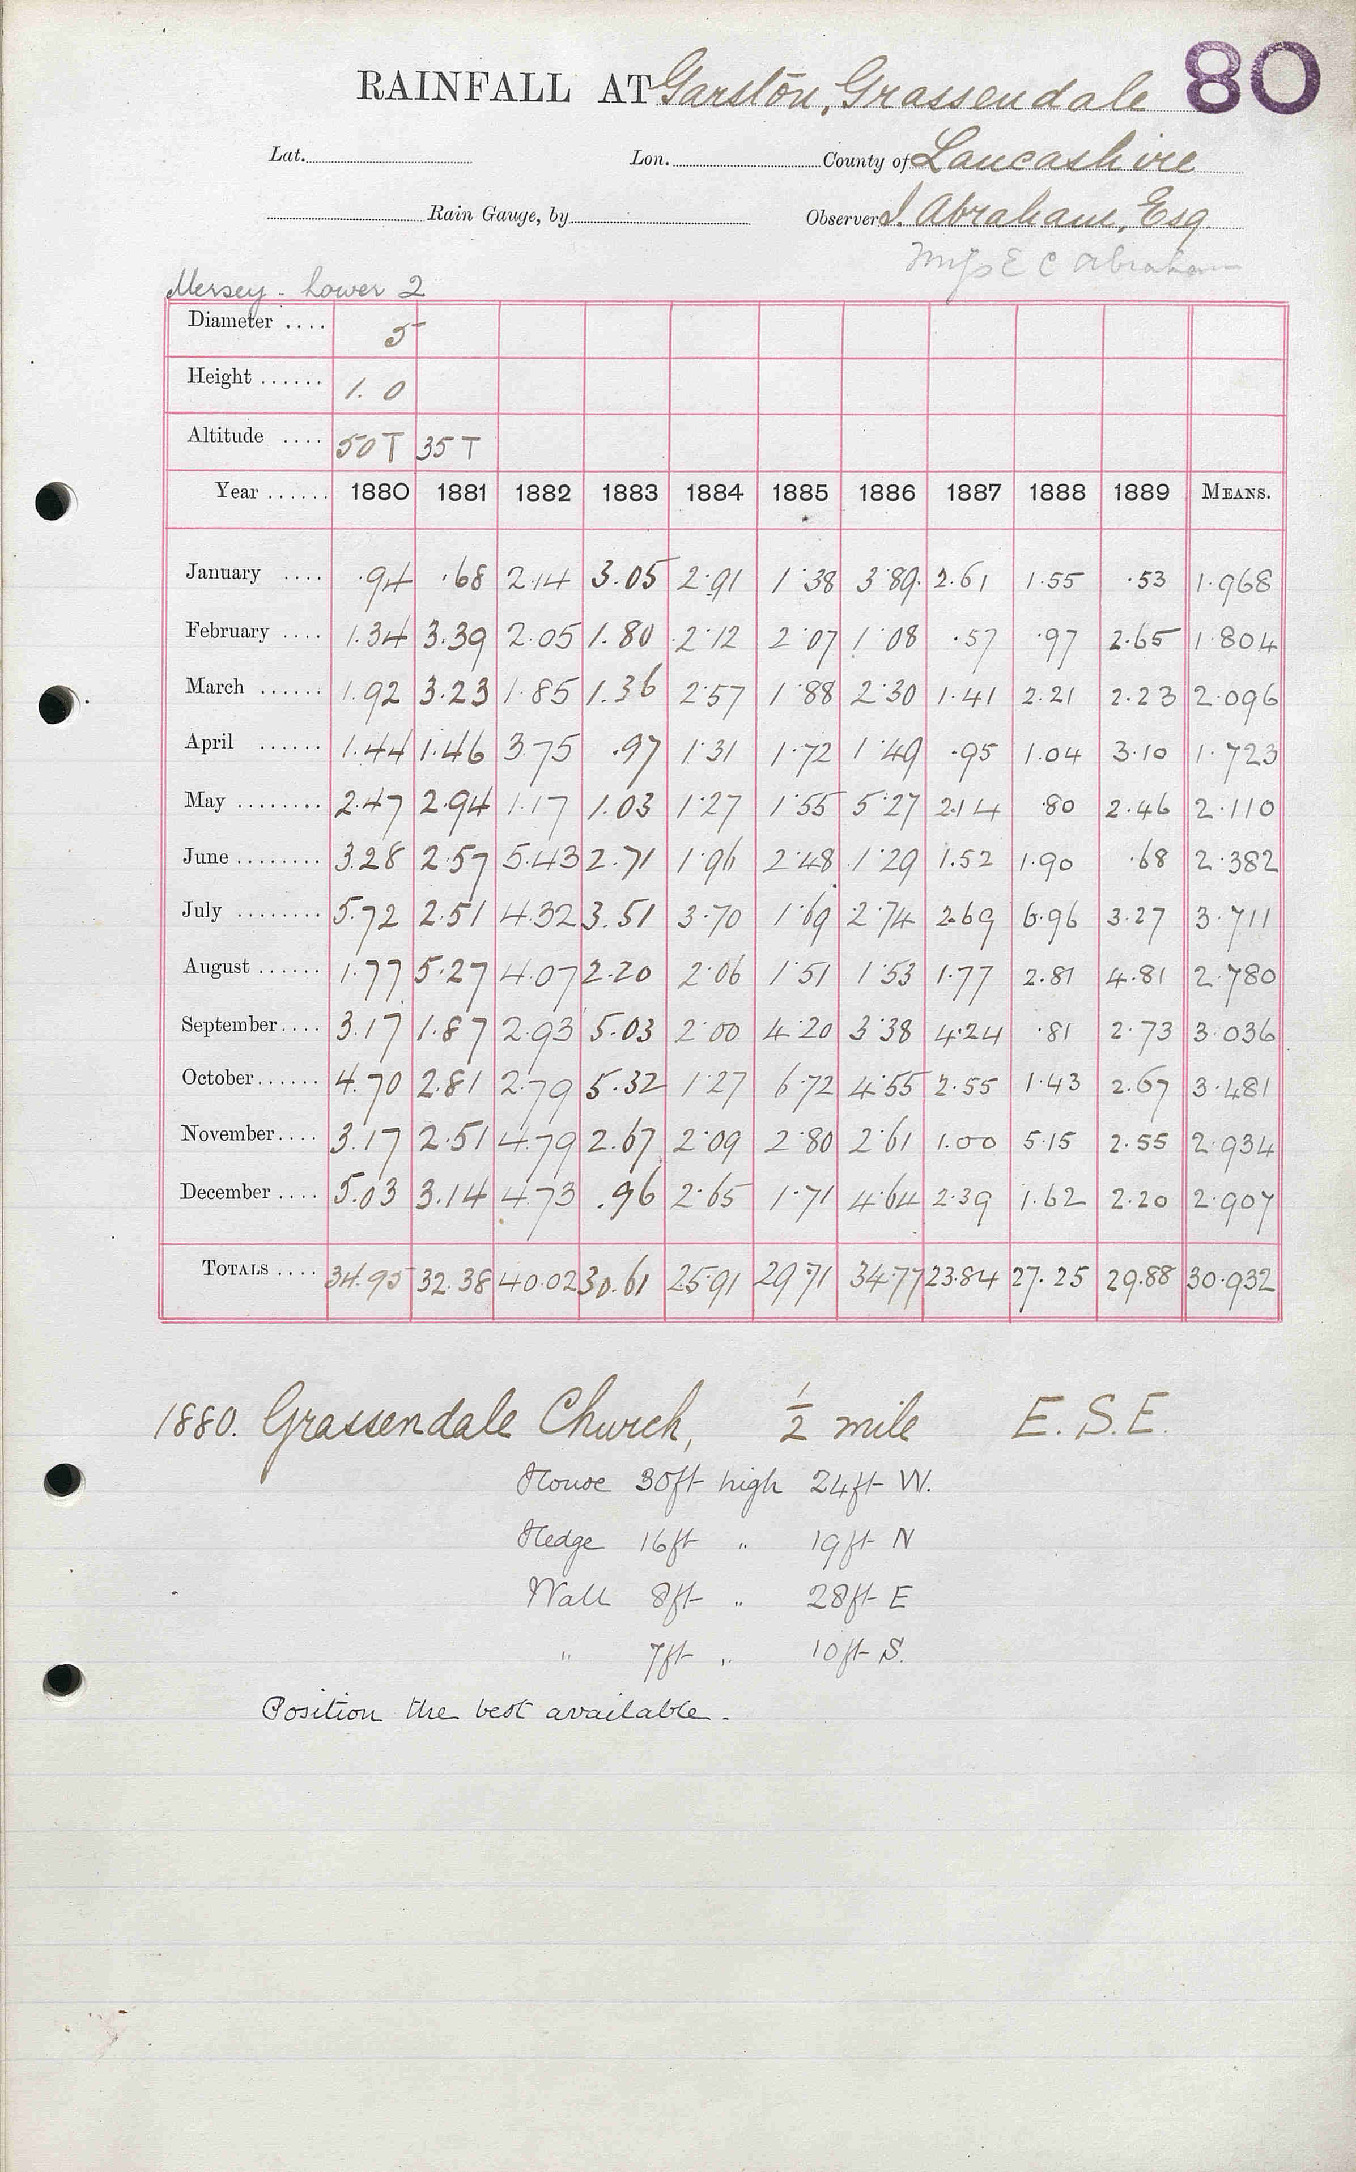 RAINFALL AT Garston, Grassendale 80
Lat. Lon. County of Lancashire
Rain Gauge, by Observer I. Abraham, Esq.
Miss E C Abraham
Mersey - Lower 2
Diameter .... 5
Height ...... 1. 0
Altitude .... 50 T 35 T
Year ...... 1880 1881 1882 1883 1884 1885 1886 1887 1888 1889 MEANS.
January .... .94 .68 2.14 3.05 2.91 1.38 3.89 2.61 1.55 .53 1.968
February .... 1.34 3.39 2.05 1.80 2.12 2.07 1.08 .57 .97 2.65 1.804
March ...... 1.92 3.23 1.85 1.36 2.57 1.88 2.30 1.41 2.21 2.23 2.096
April ...... 1.44 1.46 3.75 .97 1.31 1.72 1.49 .95 1.04 3.10 1.723
May ........ 2.47 2.94 1.17 1.03 1.27 1.55 5.27 2.14 .80 2.46 2.110
June ........ 3.28 2.57 5.43 2.71 1.96 2.48 1.29 1.52 1.90 .68 2.382
July ........ 5.72 2.51 4.32 3.51 3.70 1.69 2.74 2.69 6.96 3.27 3.711
August ...... 1.77 5.27 4.07 2.20 2.06 1.51 1.53 1.77 2.81 4.81 2.780
September.... 3.17 1.87 2.93 5.03 2.00 4.20 3.38 4.24 .81 2.73 3.036
October...... 4.70 2.81 2.79 5.32 1.27 6.72 4.55 2.55 1.43 2.67 3.481
November.... 3.17 2.51 4.79 2.67 2.09 2.80 2.61 1.00 5.15 2.55 2.934
December .... 5.03 3.14 4.73 .96 2.65 1.71 4.64 2.39 1.62 2.20 2.907
TOTALS .... 34.95 32.38 40.02 30.61 25.91 29.71 34.77 23.84 27.25 29.88 30.932
1880. Grassendale Church, ½ mile E. S. E.
House 30ft high 24ft W.
Hedge 16ft " 19ft N
Wall 8ft " 28ft E
" 7ft " 10ft S.
Position the best available.